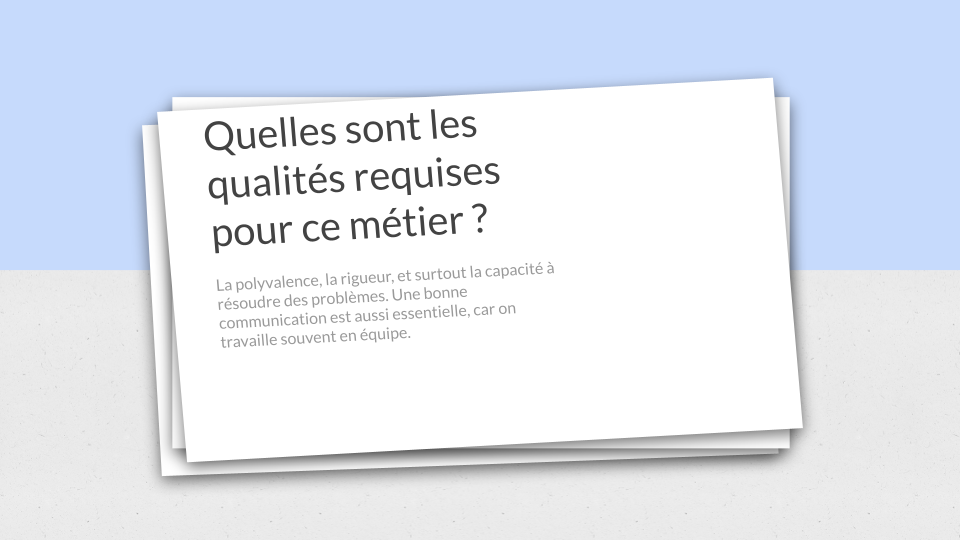 Quelles sont les
qualités requises
pour ce métier ?
La polyvalence, la rigueur, et surtout la capacité à
résoudre des problèmes. Une bonne
communication est aussi essentielle, car on
travaille souvent en équipe.